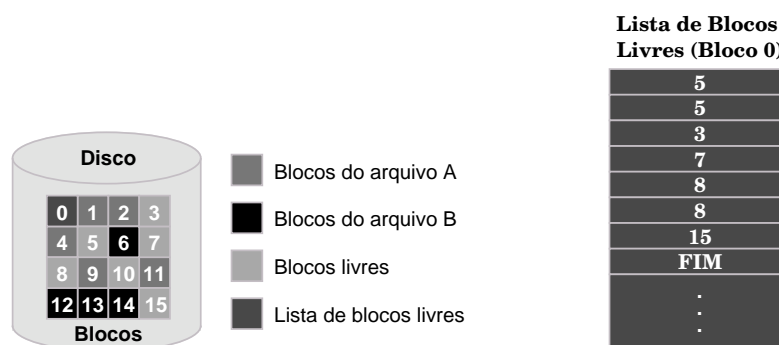 Lista de Blocos
Livres (Bloco 0)
5
5
3
7
8
8
15
FIM
.
.
.
Disco
0 1 2 3
4 5 6 7
8 9 10 11
12 13 14 15
Blocos
Blocos do arquivo A
Blocos do arquivo B
Blocos livres
Lista de blocos livres